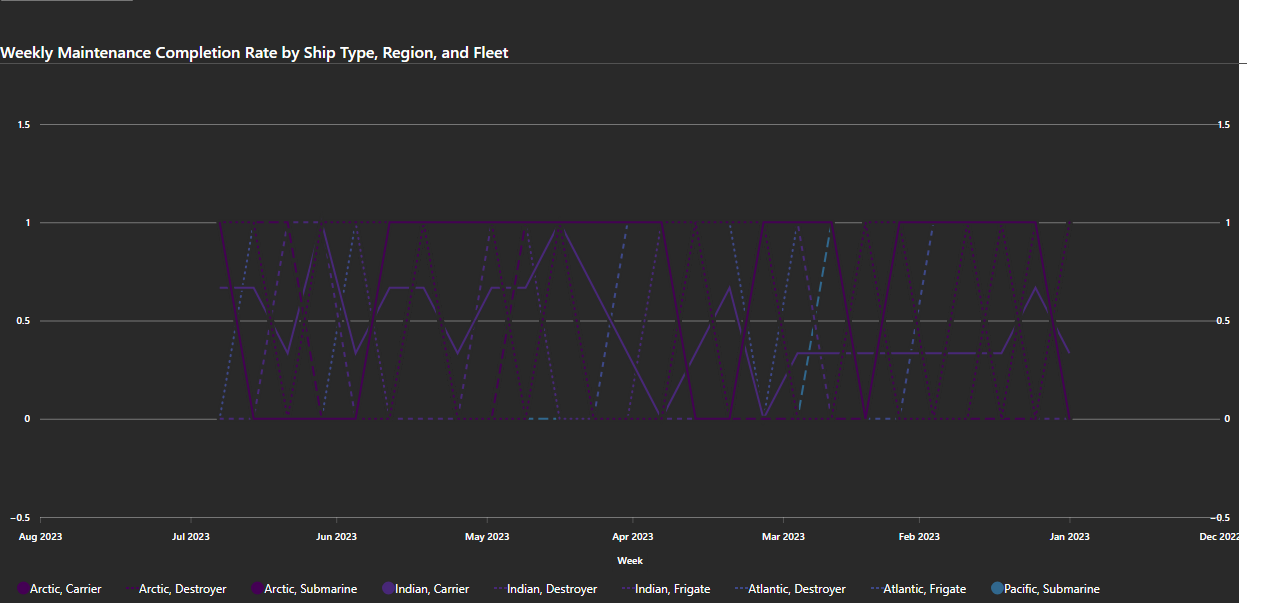 Weekly Maintenance Completion Rate by Ship Type, Region, and Fleet
1.5 1.5
1 1
0.5 0.5
0 0
−0.5 −0.5
Aug 2023 Jul 2023 Jun 2023 May 2023 Apr 2023 Mar 2023 Feb 2023 Jan 2023 Dec 2022
Week
Arctic, Carrier Arctic, Destroyer Arctic, Submarine Indian, Carrier Indian, Destroyer Indian, Frigate Atlantic, Destroyer Atlantic, Frigate Pacific, Submarine